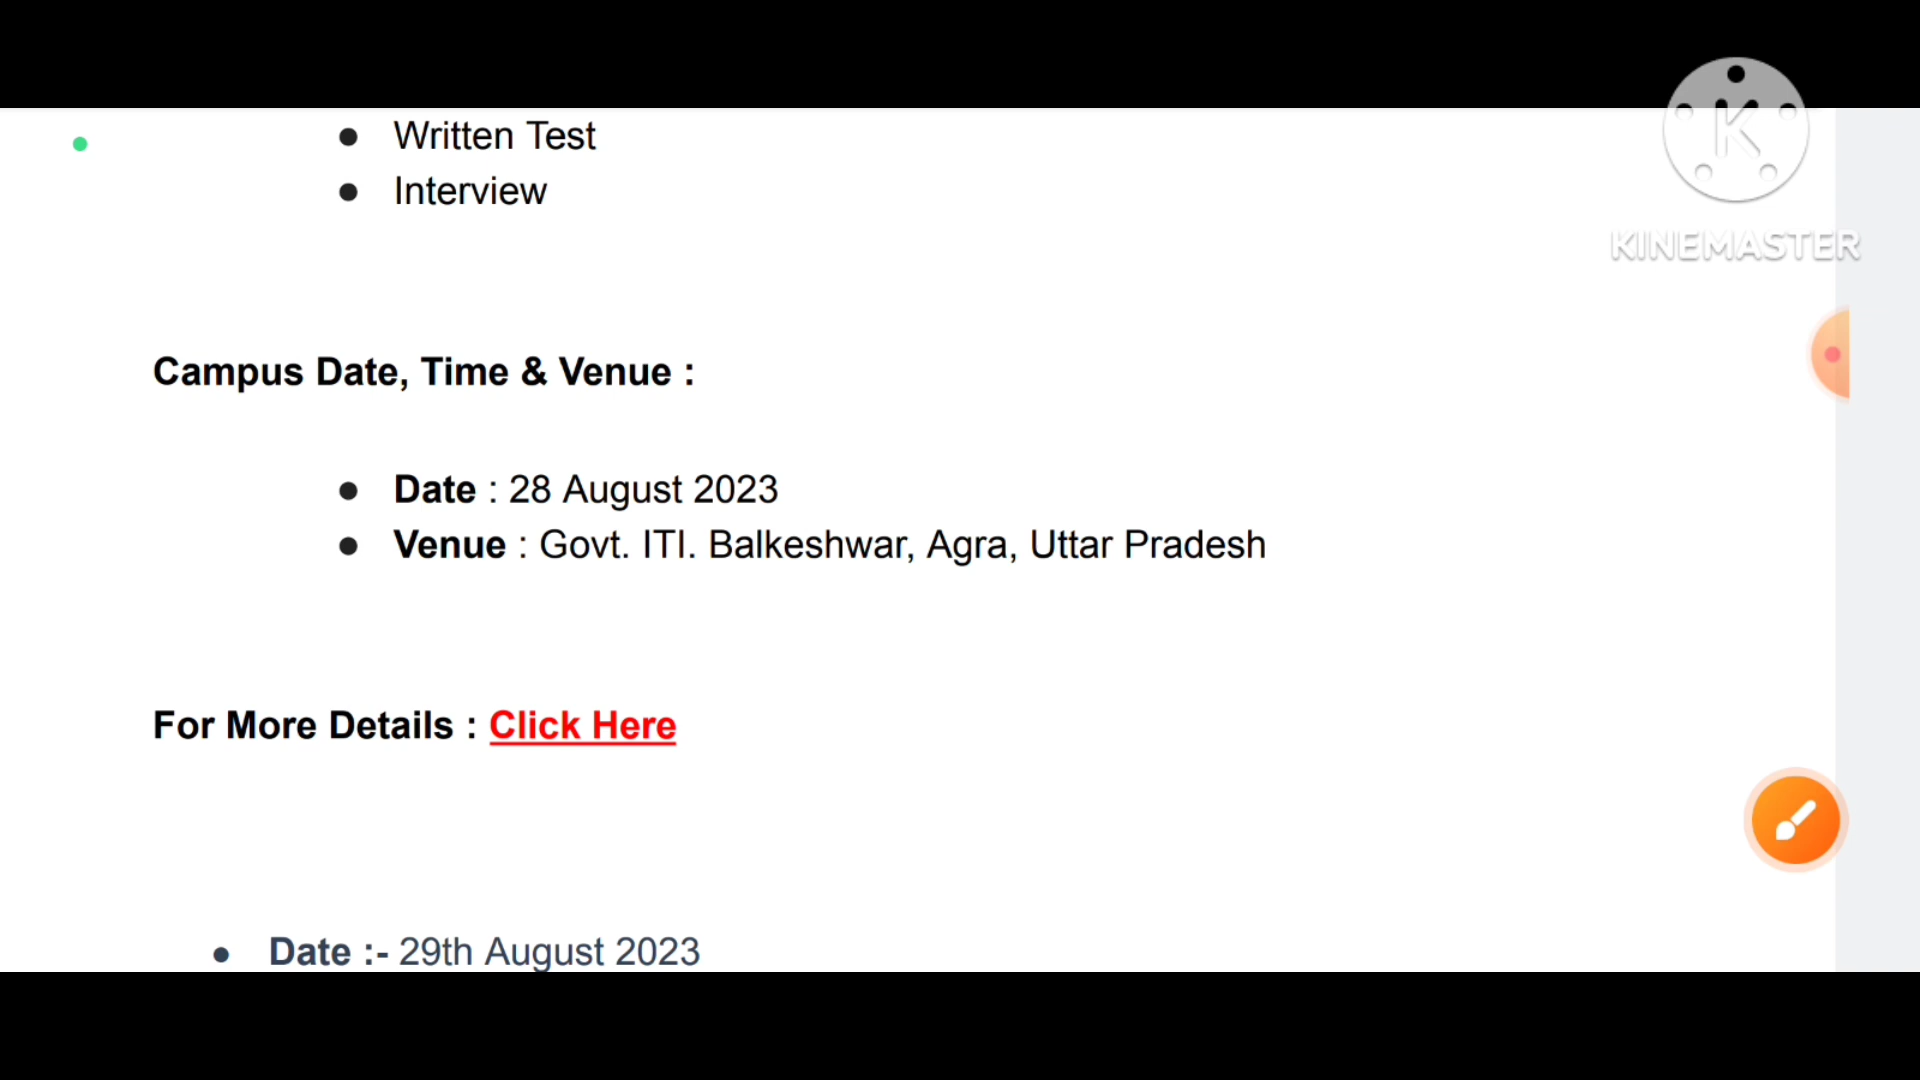 Written Test
Interview
K
KINEMASTER
Campus Date, Time & Venue :
Date : 28 August 2023
Venue : Govt. ITI. Balkeshwar, Agra, Uttar Pradesh
For More Details : Click Here
Date :- 29th August 2023